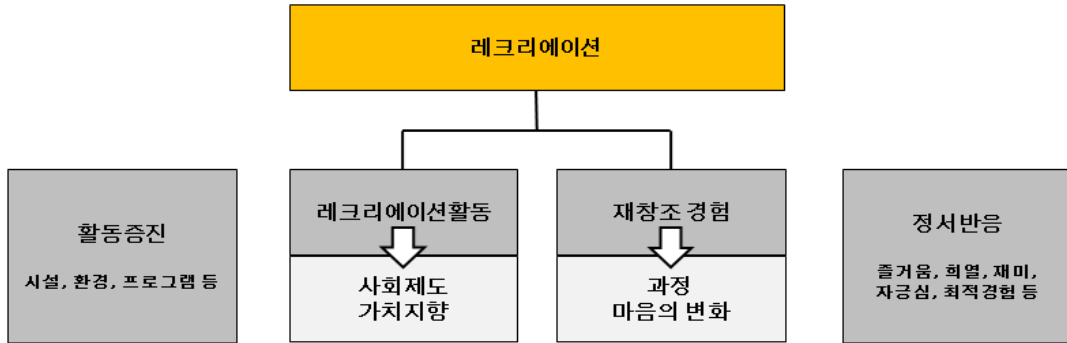 레크리에이션
활동증진
시설, 환경, 프로그램 등
레크리에이션활동
사회제도
가치지향
재창조 경험
과정
마음의 변화
정서반응
즐거움, 희열, 재미,
자긍심, 최적경험 등